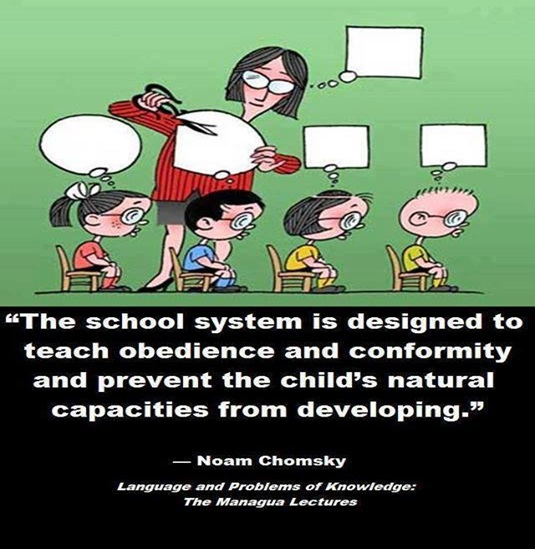 “The school system is designed to
teach obedience and conformity
and prevent the child’s natural
capacities from developing.”
— Noam Chomsky
Language and Problems of Knowledge:
The Managua Lectures